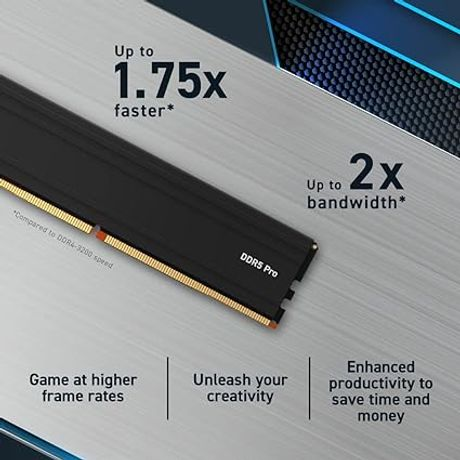 Up to
1.75x
faster*
Up to 2x
bandwidth*
*Compared to DDR4-3200 speed
DDR5 Pro
Game at higher
frame rates
Unleash your
creativity
Enhanced
productivity to
save time and
money